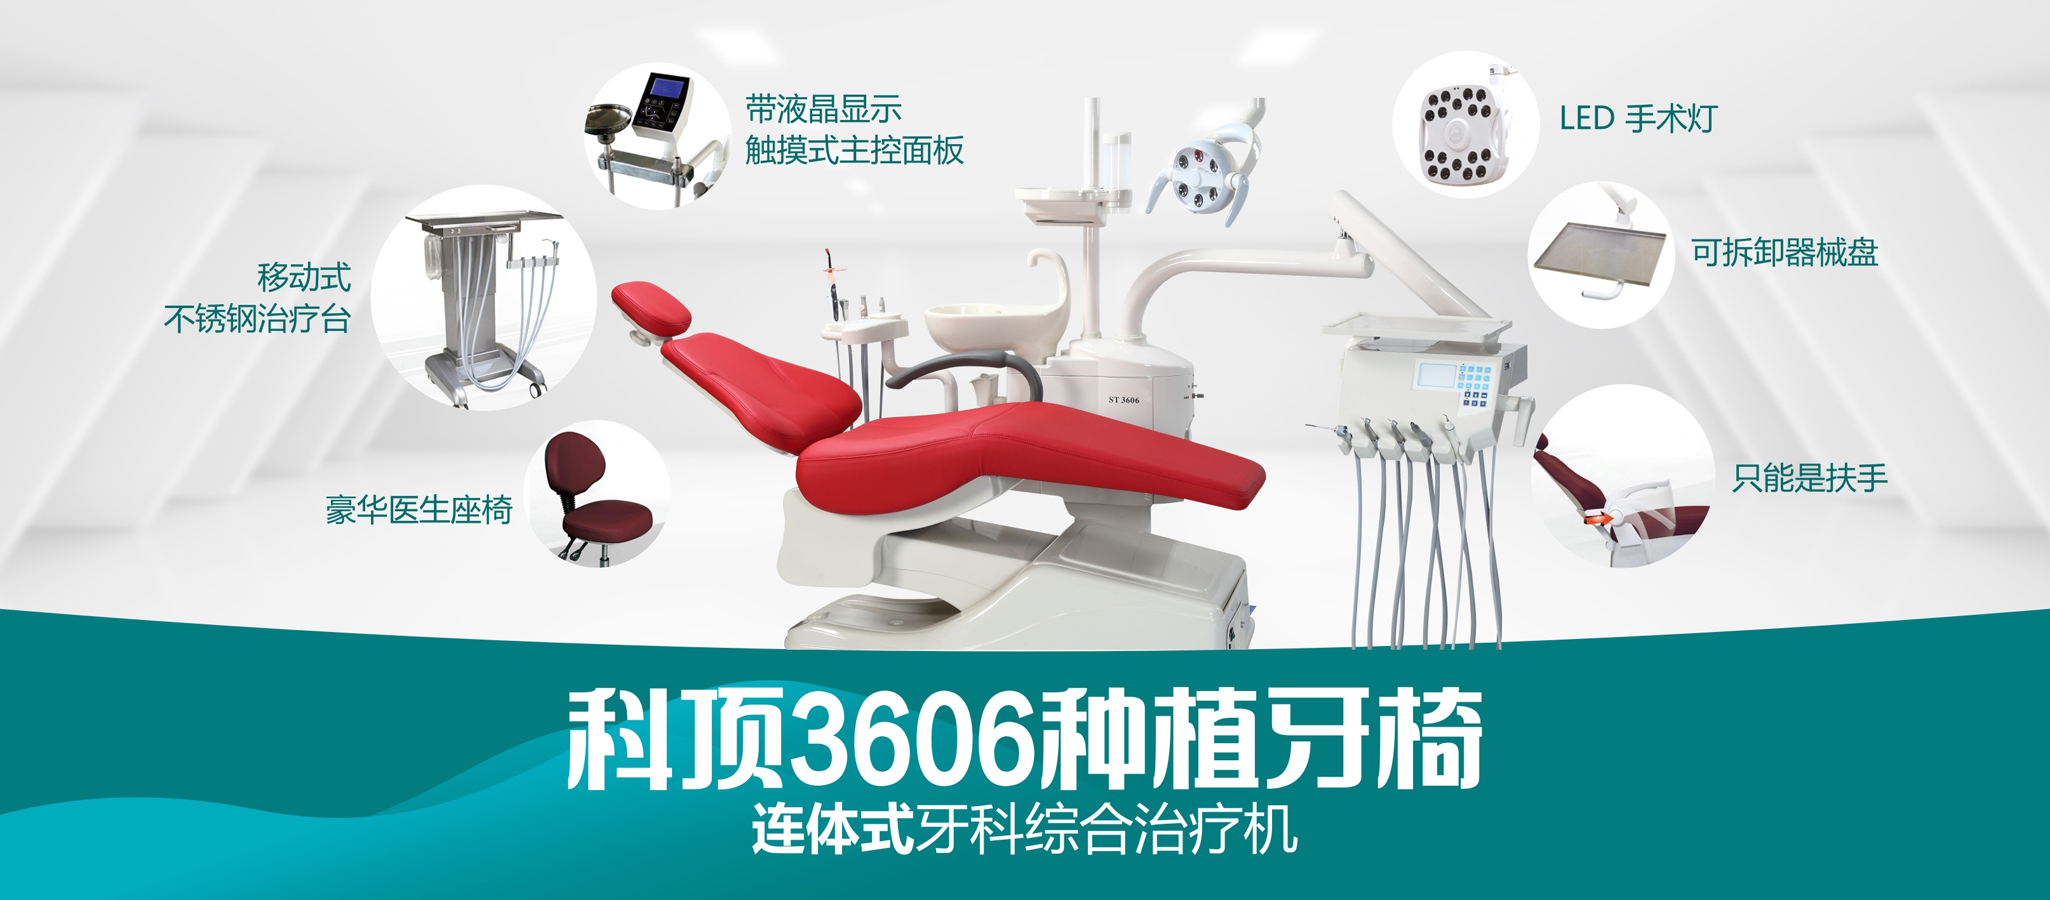 带液晶显示
触摸式主控面板
LED 手术灯
移动式
不锈钢治疗台
可拆卸器械盘
豪华医生座椅
只能是扶手
ST 3606
科顶3606种植牙椅
连体式牙科综合治疗机